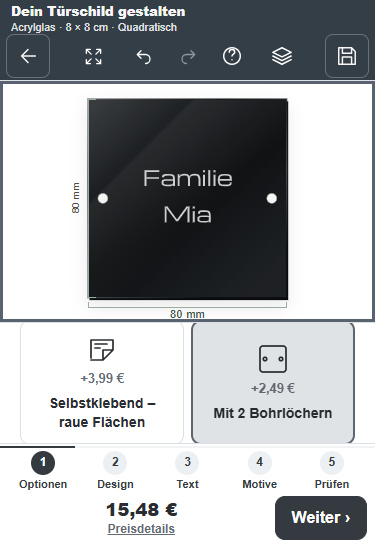 Dein Türschild gestalten
Acrylglas · 8 × 8 cm · Quadratisch
80 mm
Familie
Mia
80 mm
+3,99 €
Selbstklebend –
raue Flächen
+2,49 €
Mit 2 Bohrlöchern
1
Optionen
2
Design
3
Text
4
Motive
5
Prüfen
15,48 €
Preisdetails
Weiter ›